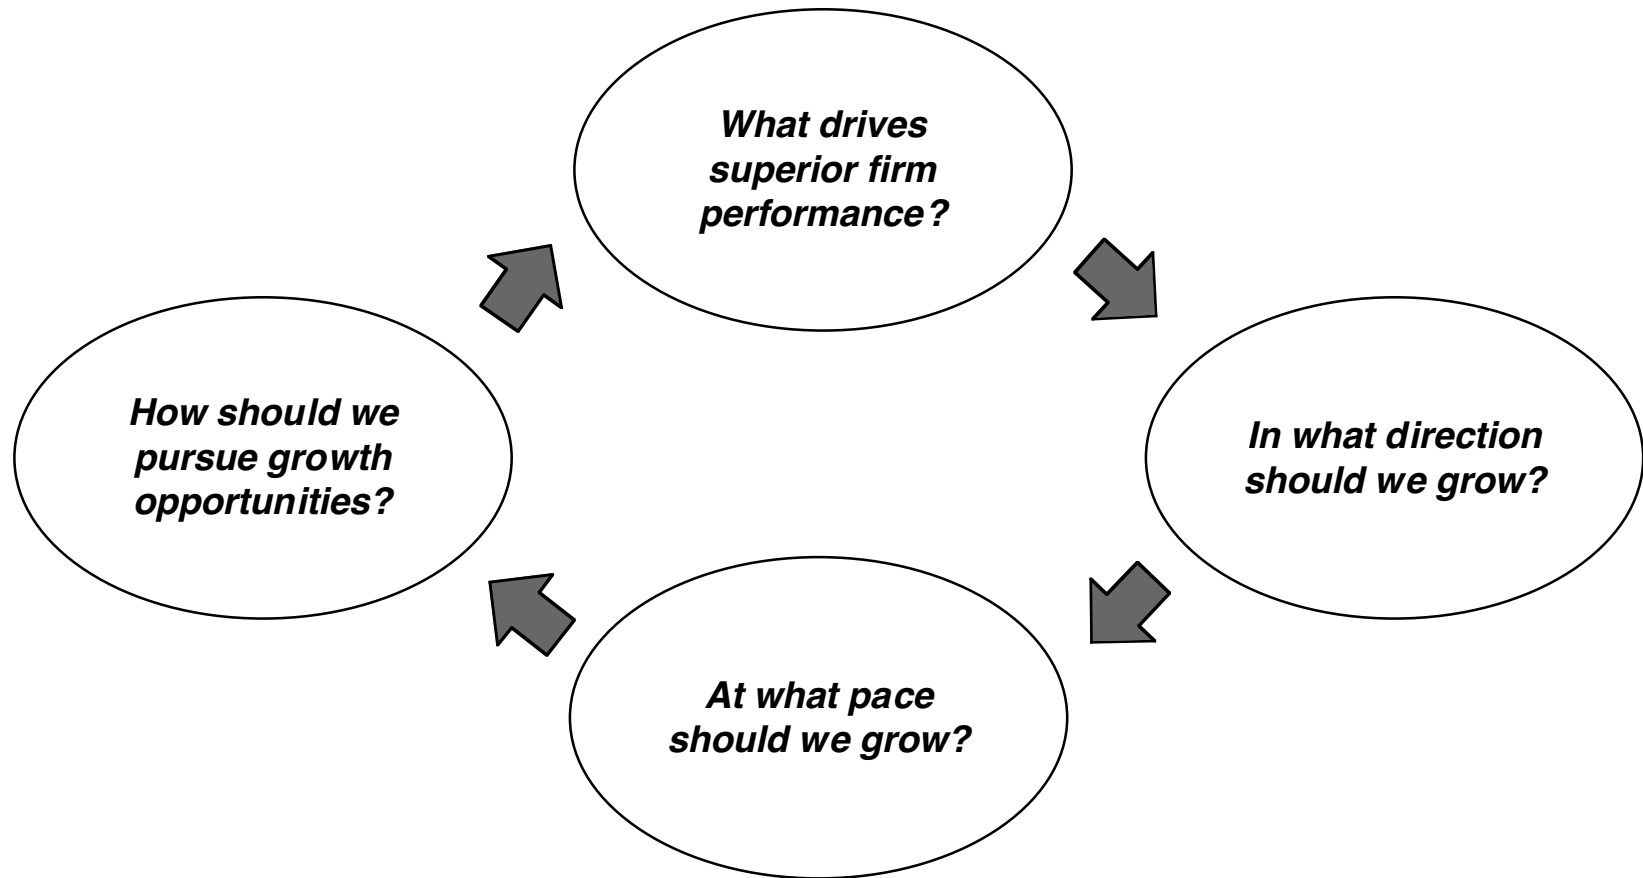 What drives
superior firm
performance?
How should we
pursue growth
opportunities?
In what direction
should we grow?
At what pace
should we grow?